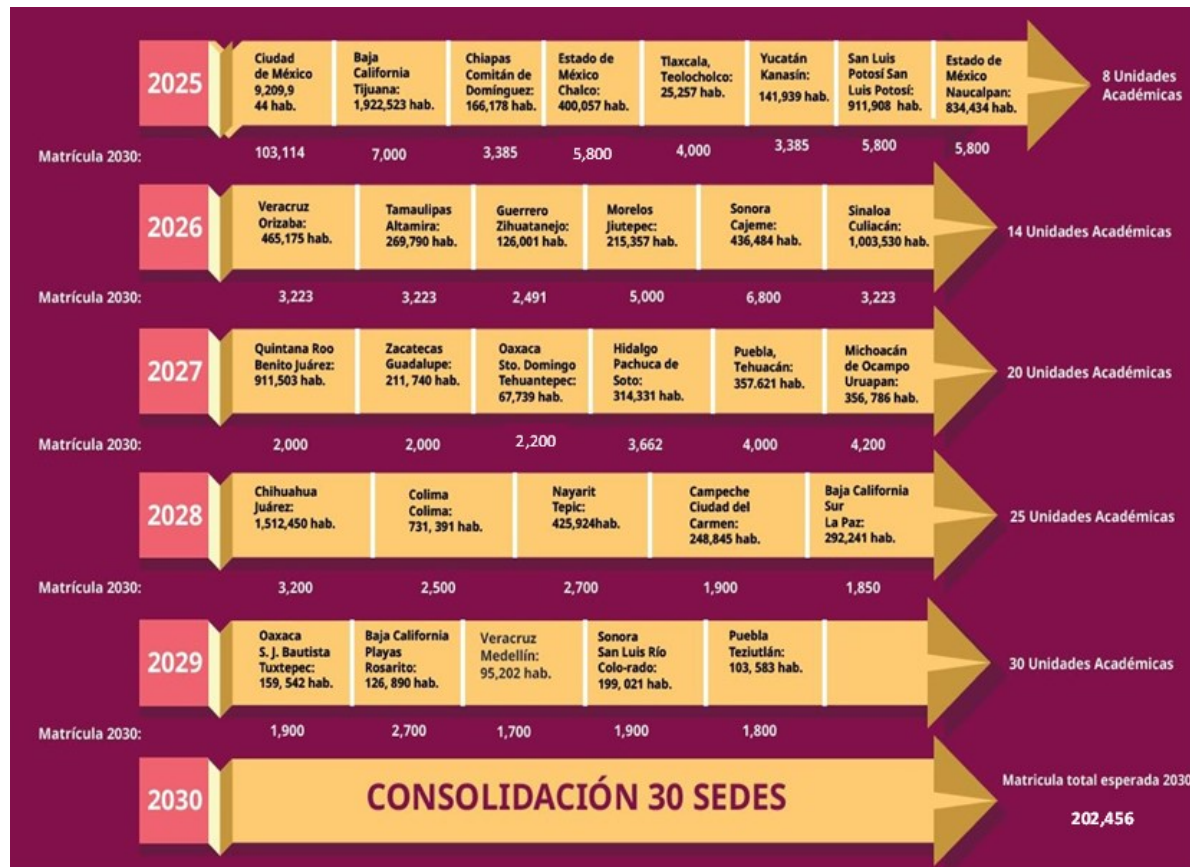 2025
Ciudad
de México
9,209,9
44 hab.
Baja
California
Tijuana:
1,922,523 hab.
Chiapas
Comitán de
Domínguez:
166,178 hab.
Estado de
México
Chalco:
400,057 hab.
Tlaxcala,
Teolocholco:
25,257 hab.
Yucatán
Kanasín:
141,939 hab.
San Luis
Potosí San
Luis Potosí:
911,908 hab.
Estado de
México
Naucalpan:
834,434 hab.
8 Unidades
Académicas
Matrícula 2030: 103,114 7,000 3,385 5,800 4,000 3,385 5,800 5,800
2026
Veracruz
Orizaba:
465,175 hab.
Tamaulipas
Altamira:
269,790 hab.
Guerrero
Zihuatanejo:
126,001 hab.
Morelos
Jiutepec:
215,357 hab.
Sonora
Cajeme:
436,484 hab.
Sinaloa
Culiacán:
1,003,530 hab.
14 Unidades Académicas
Matrícula 2030: 3,223 3,223 2,491 5,000 6,800 3,223
2027
Quintana Roo
Benito Juárez:
911,503 hab.
Zacatecas
Guadalupe:
211, 740 hab.
Oaxaca
Sto. Domingo
Tehuantepec:
67,739 hab.
Hidalgo
Pachuca de
Soto:
314,331 hab.
Puebla,
Tehuacán:
357.621 hab.
Michoacán
de Ocampo
Uruapan:
356, 786 hab.
20 Unidades Académicas
Matrícula 2030: 2,000 2,000 2,200 3,662 4,000 4,200
2028
Chihuahua
Juárez:
1,512,450 hab.
Colima
Colima:
731, 391 hab.
Nayarit
Tepic:
425,924hab.
Campeche
Ciudad del
Carmen:
248,845 hab.
Baja California
Sur
La Paz:
292,241 hab.
25 Unidades Académicas
Matrícula 2030: 3,200 2,500 2,700 1,900 1,850
2029
Oaxaca
S. J. Bautista
Tuxtepec:
159, 542 hab.
Baja California
Playas
Rosarito:
126, 890 hab.
Veracruz
Medellín:
95,202 hab.
Sonora
San Luis Río
Colo-rado:
199, 021 hab.
Puebla
Teziutlán:
103, 583 hab.
30 Unidades Académicas
Matrícula 2030: 1,900 2,700 1,700 1,900 1,800
2030
CONSOLIDACIÓN 30 SEDES
Matricula total esperada 2030
202,456